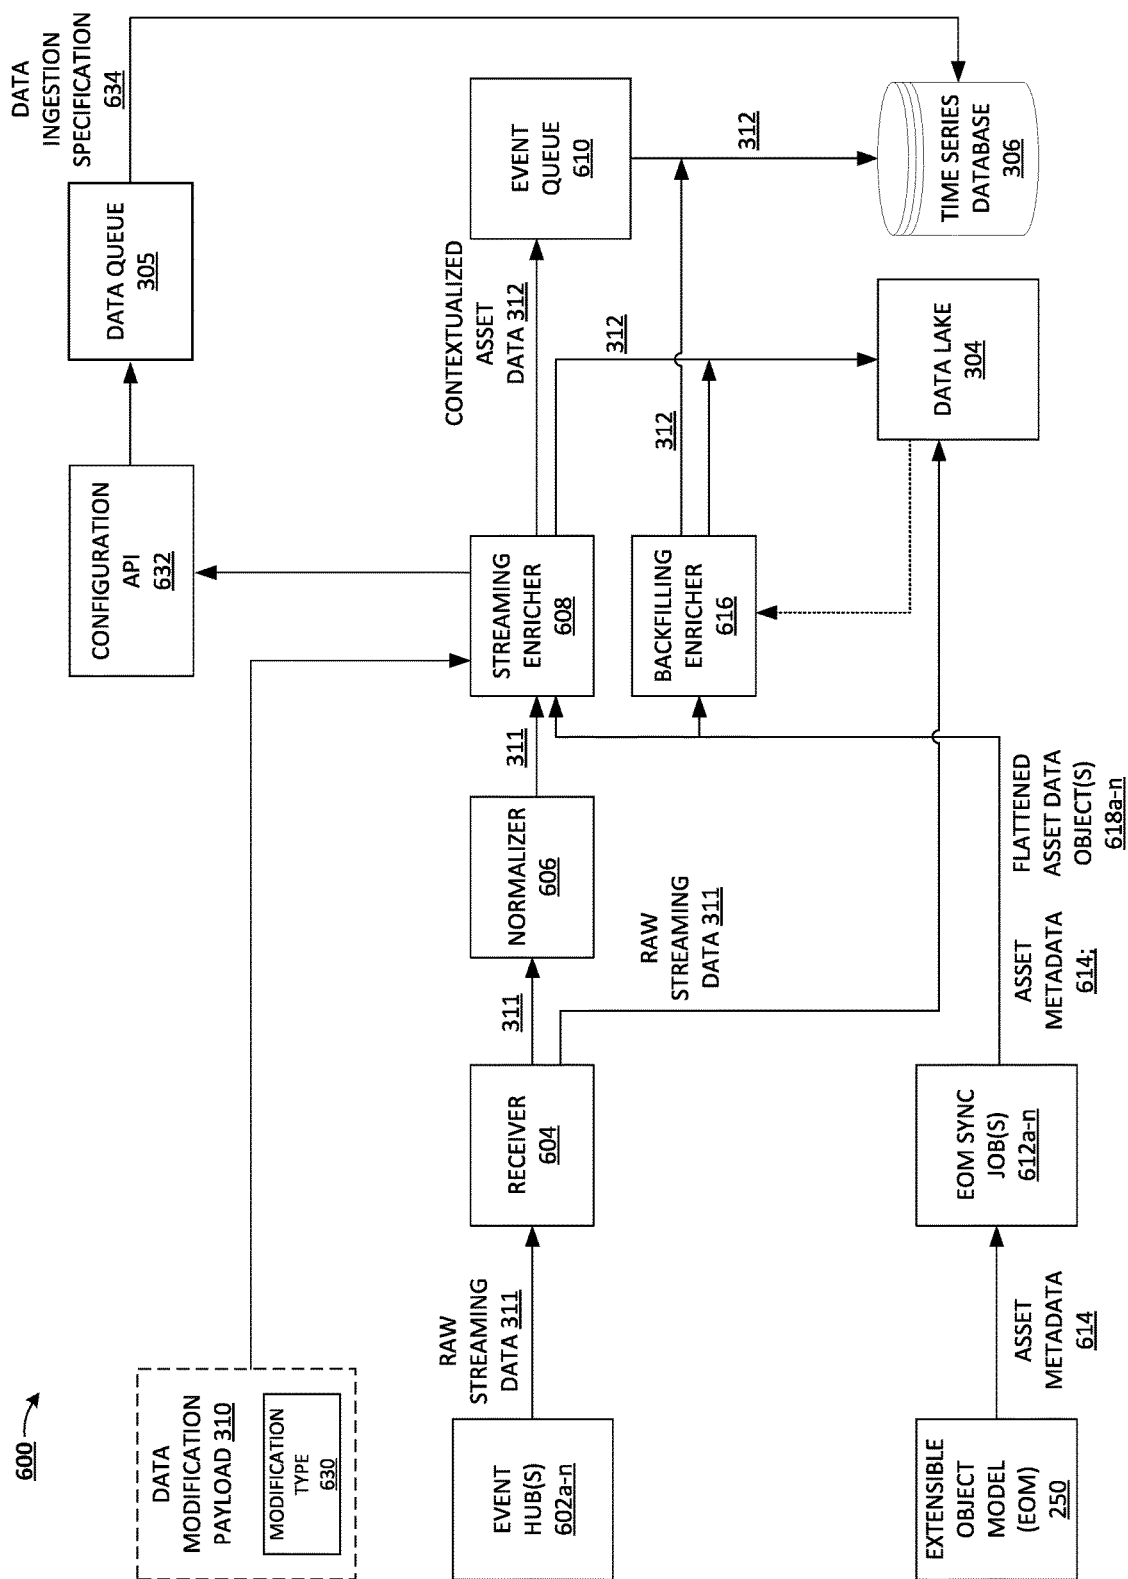 600
DATA
MODIFICATION
PAYLOAD 310
MODIFICATION
TYPE
630
CONFIGURATION
API
632
DATA QUEUE
305
DATA
INGESTION
SPECIFICATION
634
EVENT
HUB(S)
602a-n
RAW
STREAMING
DATA 311
RECEIVER
604
311
NORMALIZER
606
311
STREAMING
ENRICHER
608
CONTEXTUALIZED
ASSET
DATA 312
EVENT
QUEUE
610
312
312
312
RAW
STREAMING
DATA 311
BACKFILLING
ENRICHER
616
DATA LAKE
304
TIME SERIES
DATABASE
306
EXTENSIBLE
OBJECT
MODEL
(EOM)
250
ASSET
METADATA
614
EOM SYNC
JOB(S)
612a-n
ASSET
METADATA
614;
FLATTENED
ASSET DATA
OBJECT(S)
618a-n